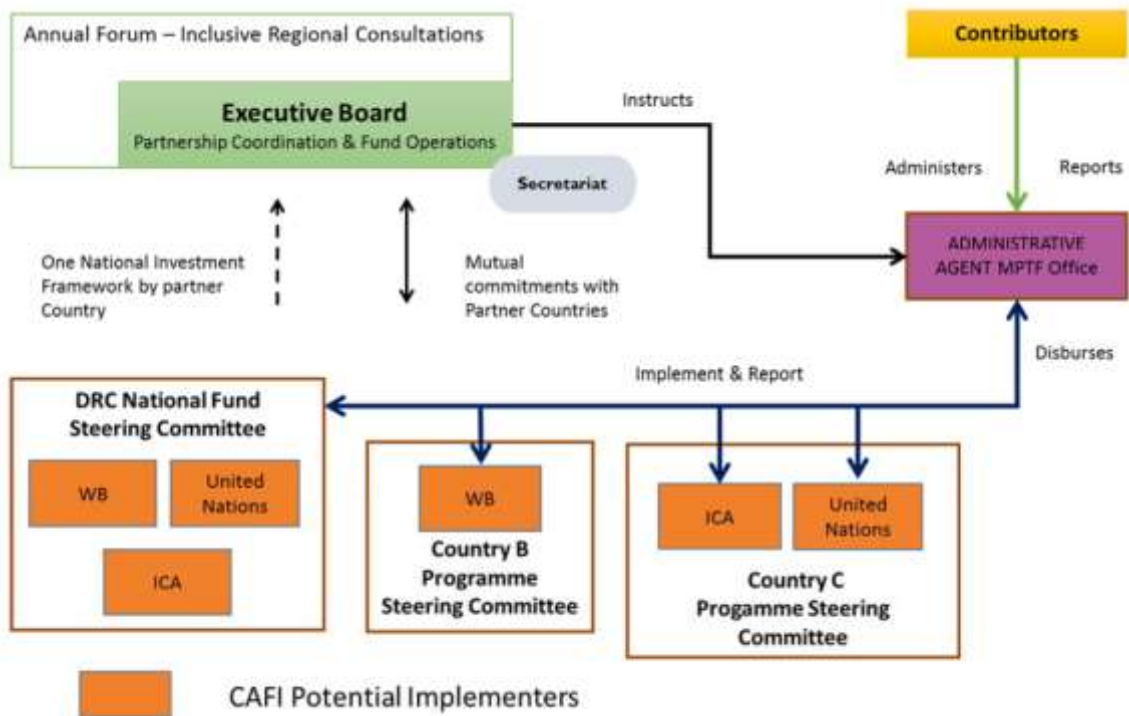 Annual Forum – Inclusive Regional Consultations
Executive Board
Partnership Coordination & Fund Operations
Secretariat
Instructs
Contributors
Administers
Reports
ADMINISTRATIVE
AGENT MPTF Office
One National Investment
Framework by partner
Country
Mutual
commitments with
Partner Countries
Disburses
Implement & Report
DRC National Fund
Steering Committee
WB
United
Nations
ICA
WB
Country B
Programme
Steering Committee
ICA
United
Nations
Country C
Progamme Steering
Committee
CAFI Potential Implementers